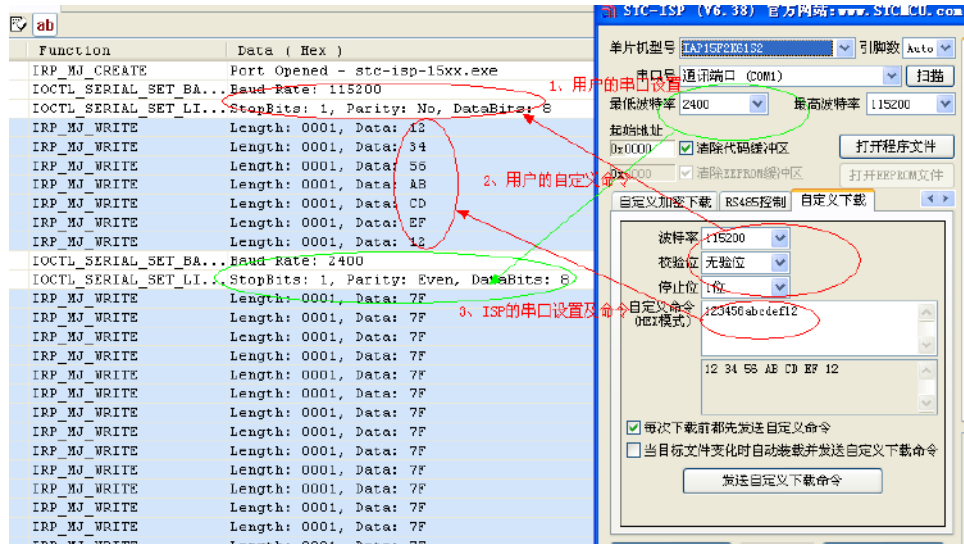 ab
Function Data ( Hex )
IRP_MJ_CREATE Port Opened - stc-isp-15xx.exe
IOCTL_SERIAL_SET_BA...Baud Rate: 115200
IOCTL_SERIAL_SET_LI...StopBits: 1, Parity: No, DataBits: 8
IRP_MJ_WRITE Length: 0001, Data: 12
IRP_MJ_WRITE Length: 0001, Data: 34
IRP_MJ_WRITE Length: 0001, Data: 56
IRP_MJ_WRITE Length: 0001, Data: AB
IRP_MJ_WRITE Length: 0001, Data: CD
IRP_MJ_WRITE Length: 0001, Data: EF
IRP_MJ_WRITE Length: 0001, Data: 12
IOCTL_SERIAL_SET_BA...Baud Rate: 2400
IOCTL_SERIAL_SET_LI...StopBits: 1, Parity: Even, DataBits: 8
IRP_MJ_WRITE Length: 0001, Data: 7F
IRP_MJ_WRITE Length: 0001, Data: 7F
IRP_MJ_WRITE Length: 0001, Data: 7F
IRP_MJ_WRITE Length: 0001, Data: 7F
IRP_MJ_WRITE Length: 0001, Data: 7F
IRP_MJ_WRITE Length: 0001, Data: 7F
IRP_MJ_WRITE Length: 0001, Data: 7F
IRP_MJ_WRITE Length: 0001, Data: 7F
IRP_MJ_WRITE Length: 0001, Data: 7F
IRP_MJ_WRITE Length: 0001, Data: 7F
IRP_MJ_WRITE Length: 0001, Data: 7F
IRP_MJ_WRITE Length: 0001, Data: 7F
IRP_MJ_WRITE Length: 0001, Data: 7F
1、用户的串口设置
2、用户的自定义命令
3、ISP的串口设置及命令
STC-ISP (V6.38) 官方网站:www.STCMCU.com
单片机型号 IAP15F2K61S2 引脚数 Auto
串口号 通讯端口 (COM1) 扫描
最低波特率 2400 最高波特率 115200
起始地址
0x0000 清除代码缓冲区 打开程序文件
0x0000 清除EEPROM缓冲区 打开EEPROM文件
自定义加密下载 RS485控制 自定义下载
波特率 115200
校验位 无验位
停止位 1位
自定义命令 123456abcdef12
(HEX模式)
12 34 56 AB CD EF 12
每次下载前都先发送自定义命令
当目标文件变化时自动装载并发送自定义下载命令
发送自定义下载命令